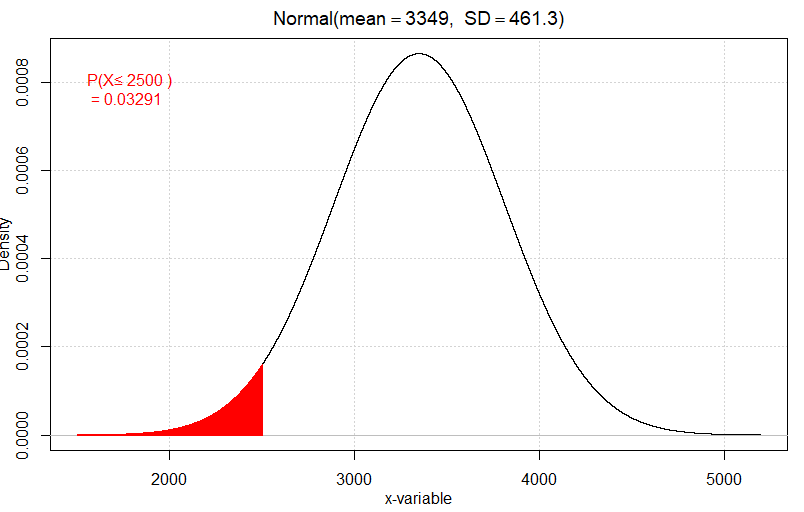 Normal(mean = 3349, SD = 461.3)
P(X≤ 2500 )
= 0.03291
0.0008
0.0006
0.0004
0.0002
0.0000
Density
2000 3000 4000 5000
x-variable